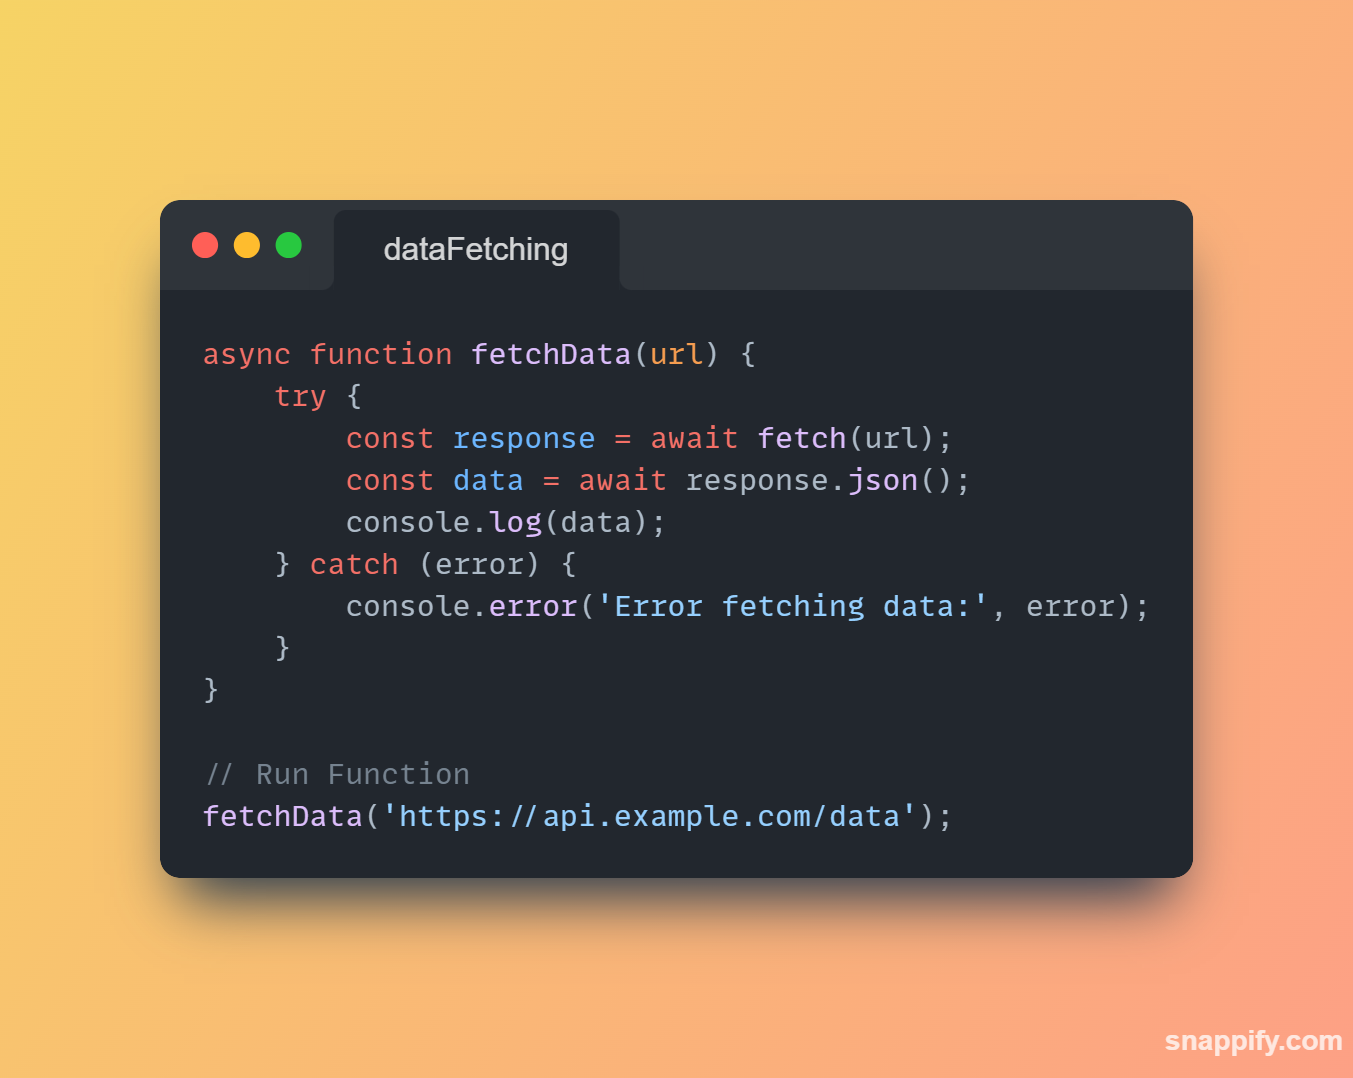 dataFetching
async function fetchData(url) {
    try {
        const response = await fetch(url);
        const data = await response.json();
        console.log(data);
    } catch (error) {
        console.error('Error fetching data:', error);
    }
}

// Run Function
fetchData('https://api.example.com/data');
snappify.com